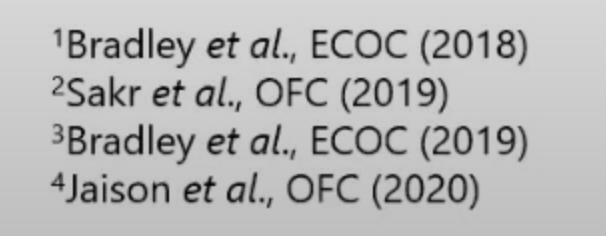 ¹Bradley et al., ECOC (2018)
²Sakr et al., OFC (2019)
³Bradley et al., ECOC (2019)
⁴Jaison et al., OFC (2020)